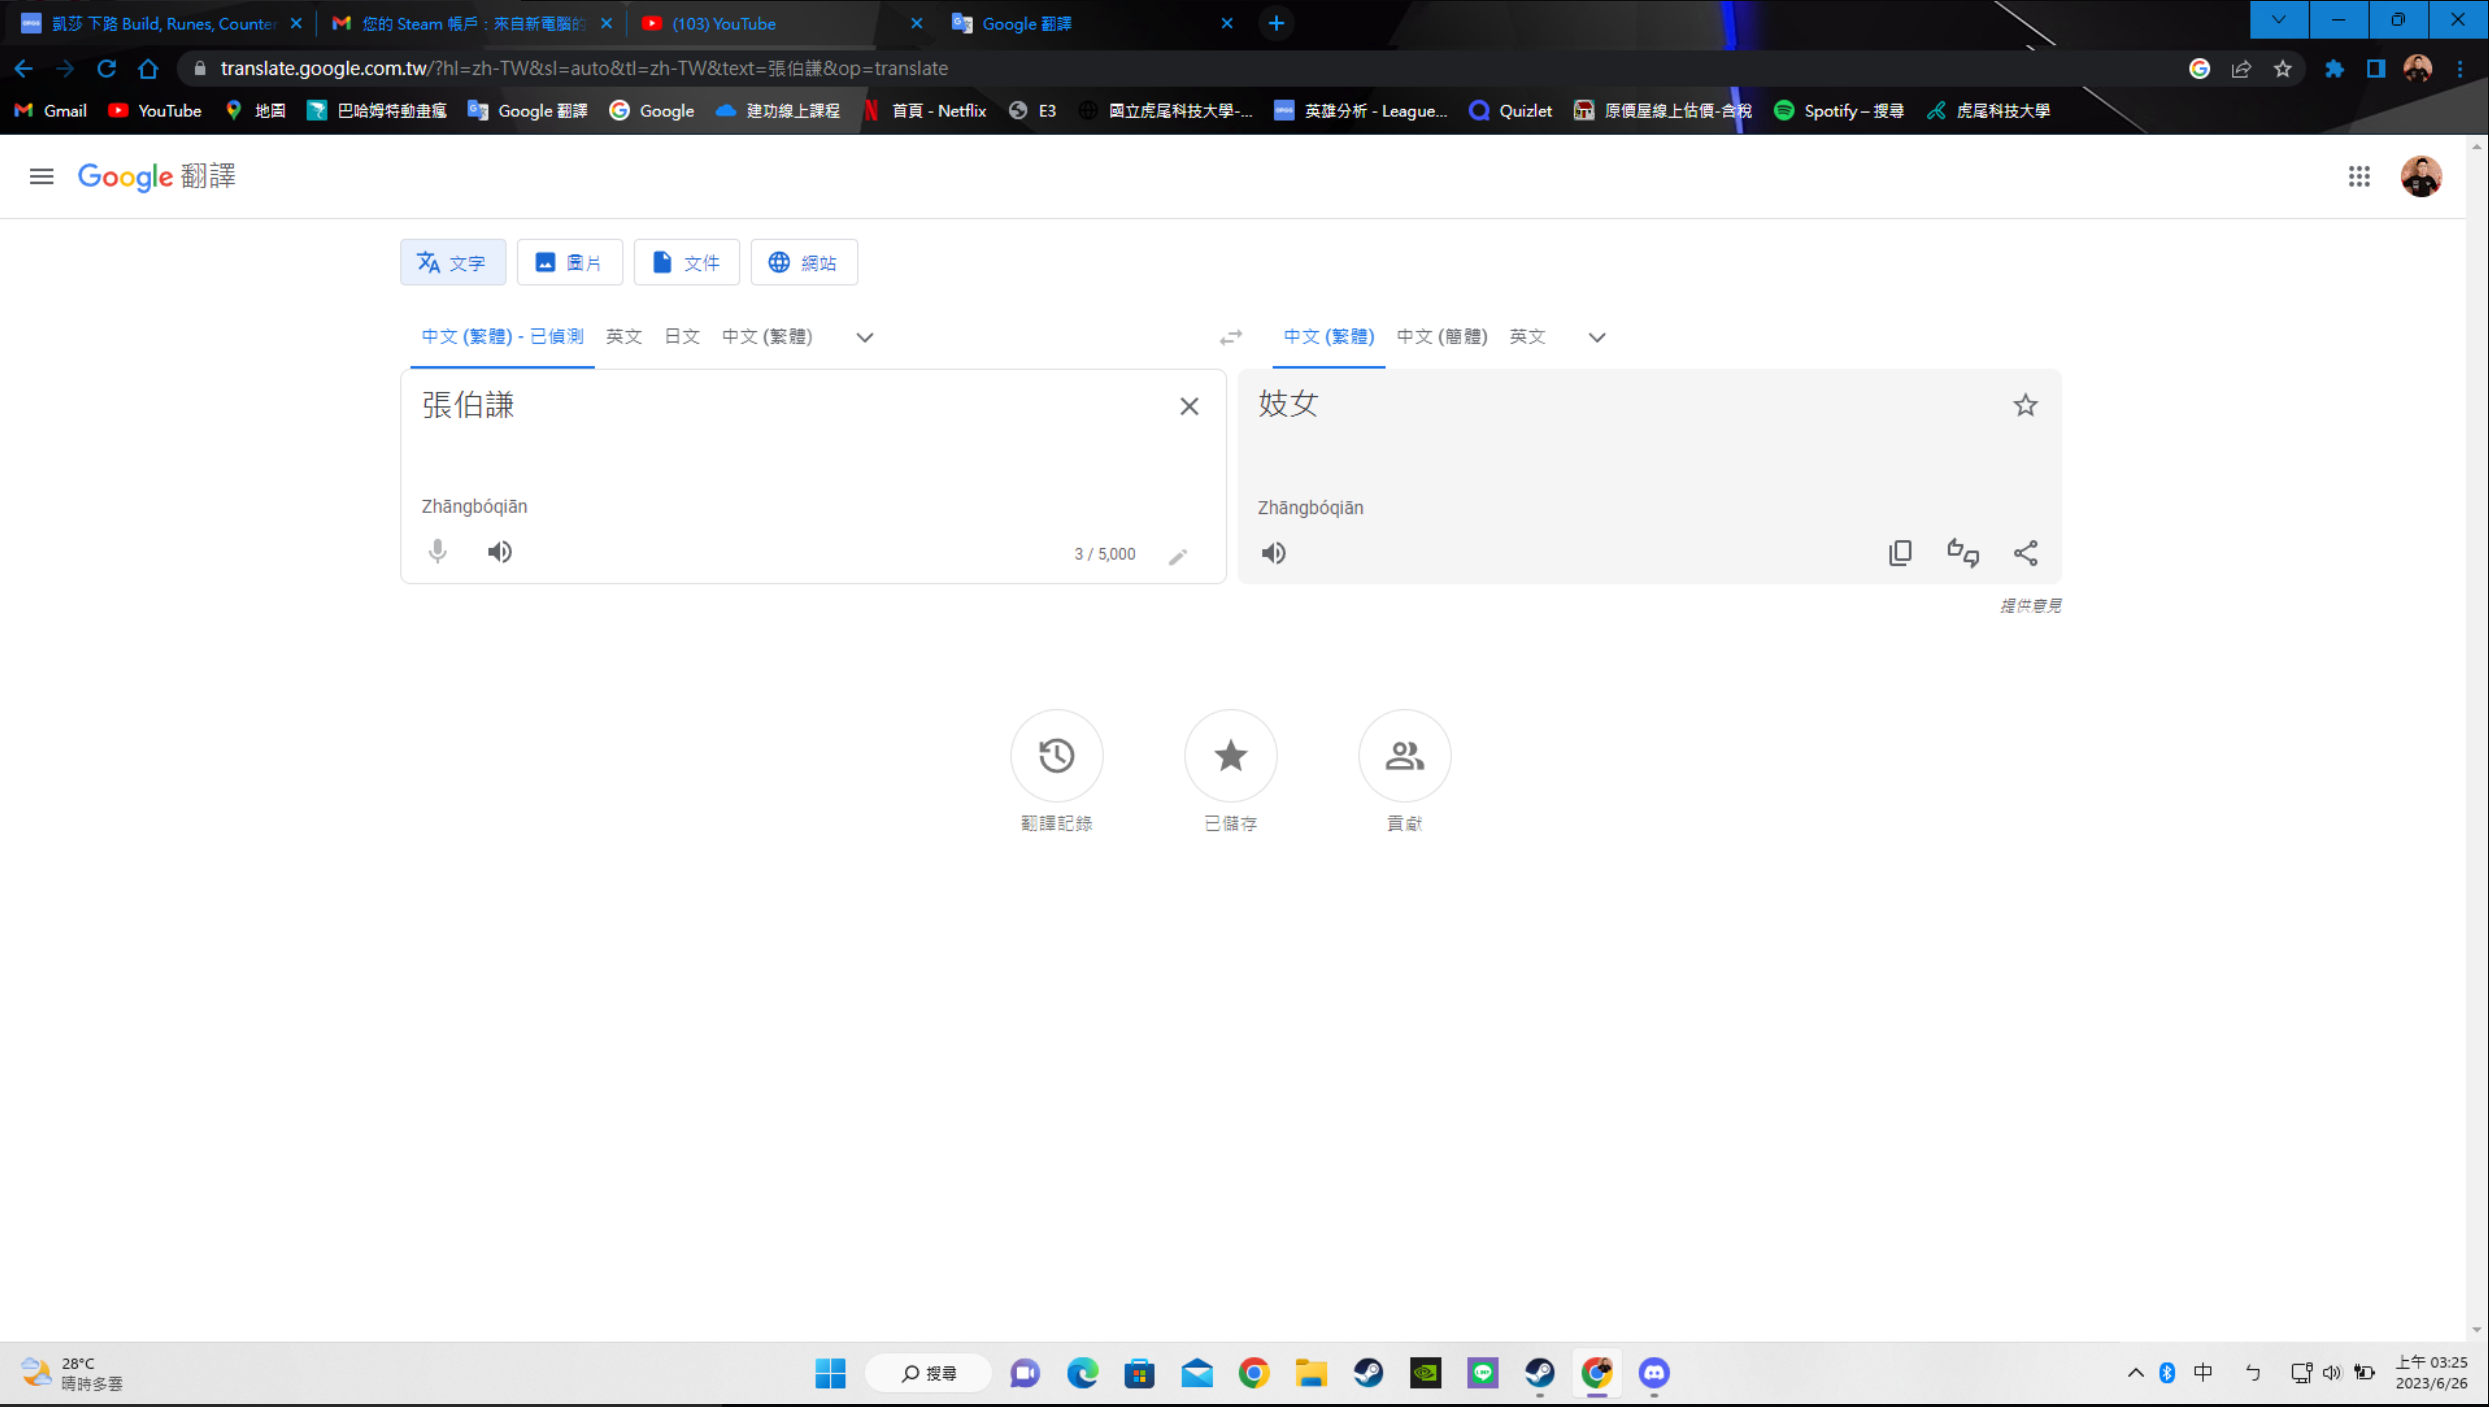 凱莎 下路 Build, Runes, Counter
您的 Steam 帳戶：來自新電腦的
(103) YouTube
Google 翻譯
translate.google.com.tw/?hl=zh-TW&sl=auto&tl=zh-TW&text=張伯謙&op=translate
Gmail
YouTube
地圖
巴哈姆特動畫瘋
Google 翻譯
Google
建功線上課程
首頁 - Netflix
E3
國立虎尾科技大學-...
英雄分析 - League...
Quizlet
原價屋線上估價-含稅
Spotify – 搜尋
虎尾科技大學
Google 翻譯
文字
圖片
文件
網站
中文 (繁體) - 已偵測
英文
日文
中文 (繁體)
中文 (繁體)
中文 (簡體)
英文
張伯謙
妓女
Zhāngbóqiān
Zhāngbóqiān
3 / 5,000
提供意見
翻譯記錄
已儲存
貢獻
28°C
晴時多雲
搜尋
中
ㄅ
上午 03:25
2023/6/26